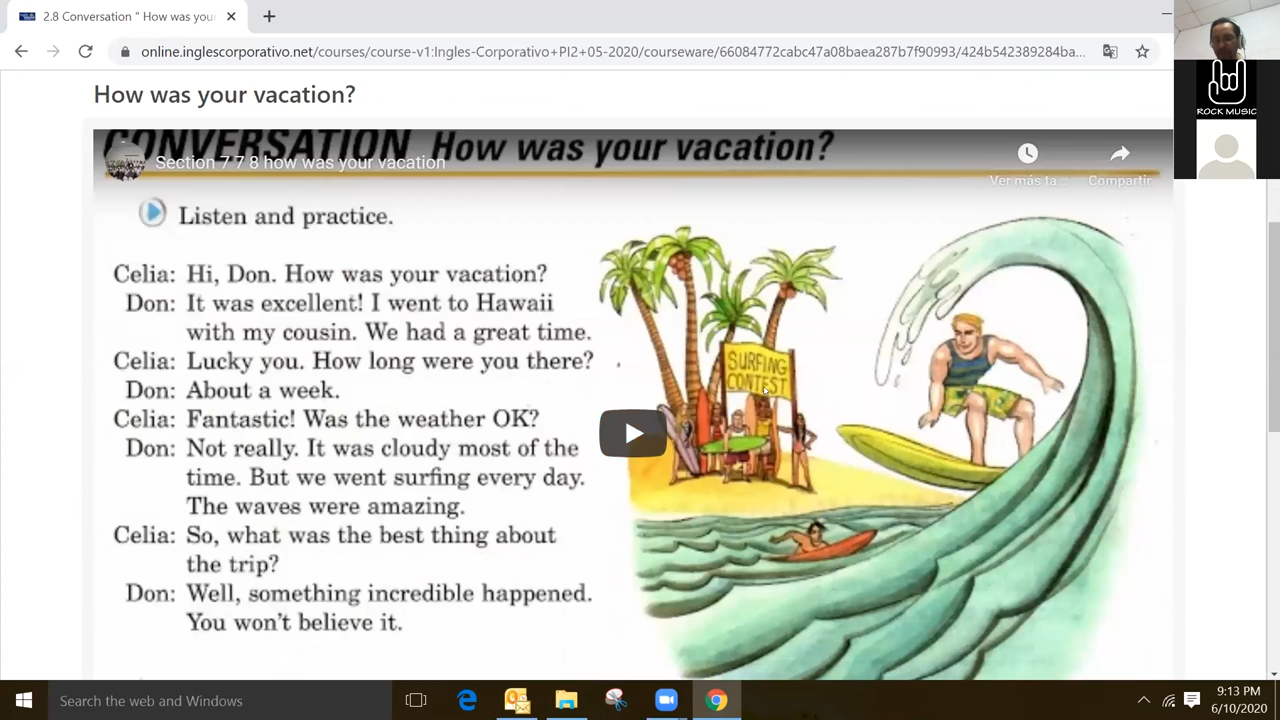 2.8 Conversation " How was your
online.inglescorporativo.net/courses/course-v1:Ingles-Corporativo+PI2+05-2020/courseware/66084772cabc47a08baea287b7f90993/424b542389284ba...
ROCK MUSIC
How was your vacation?
CONVERSATION How was your vacation?
Section 7 7 8 how was your vacation
Ver más ta...
Compartir
Listen and practice.
Celia: Hi, Don. How was your vacation?
Don: It was excellent! I went to Hawaii
with my cousin. We had a great time.
Celia: Lucky you. How long were you there?
Don: About a week.
Celia: Fantastic! Was the weather OK?
Don: Not really. It was cloudy most of the
time. But we went surfing every day.
The waves were amazing.
Celia: So, what was the best thing about
the trip?
Don: Well, something incredible happened.
You won't believe it.
SURFING
CONTEST
Search the web and Windows
9:13 PM
6/10/2020